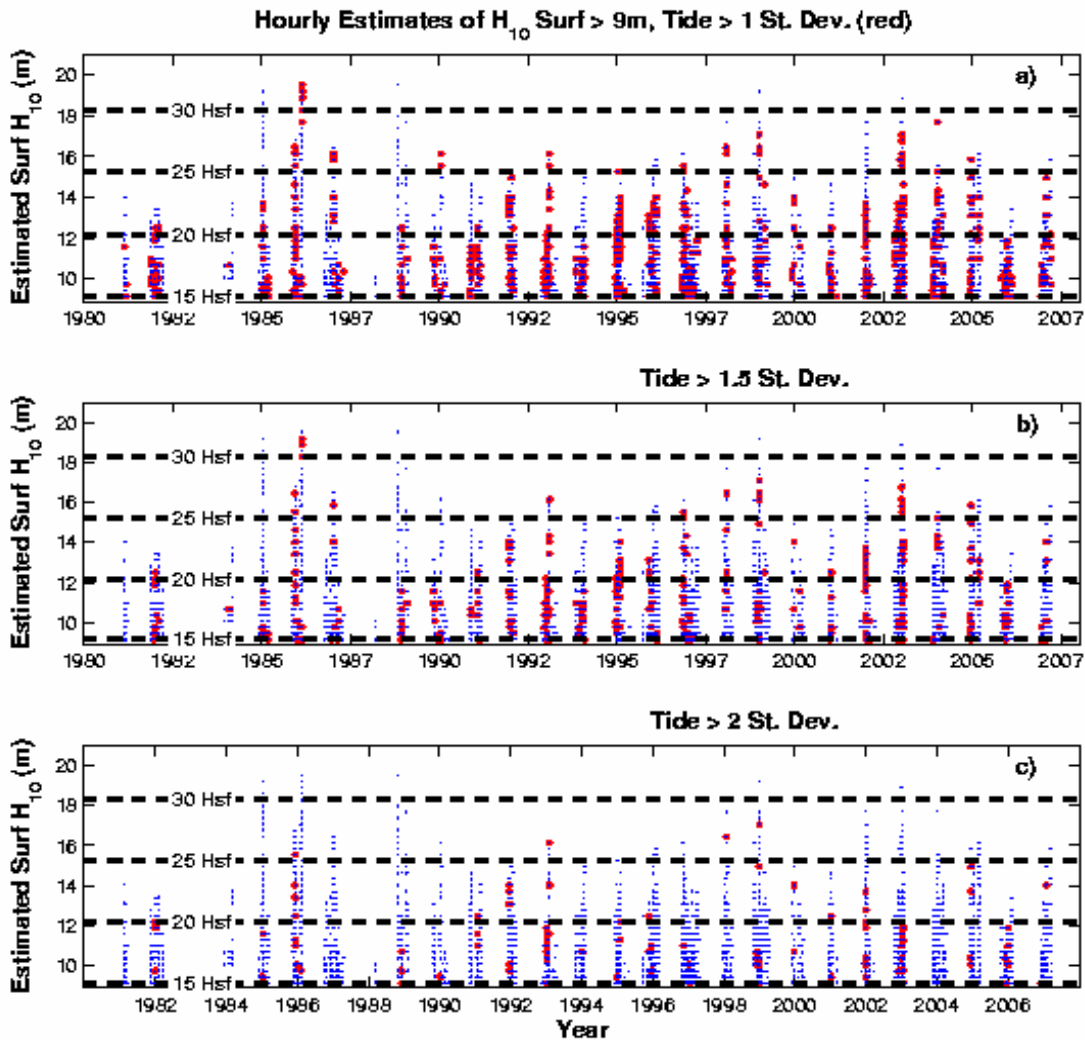 Hourly Estimates of H10 Surf > 9m, Tide > 1 St. Dev. (red)
a)
Estimated Surf H10 (m)
20
18
16
14
12
10
30 Hsf
25 Hsf
20 Hsf
15 Hsf
1980 1982 1985 1987 1990 1992 1995 1997 2000 2002 2005 2007
Tide > 1.5 St. Dev.
b)
Estimated Surf H10 (m)
20
18
16
14
12
10
30 Hsf
25 Hsf
20 Hsf
15 Hsf
1980 1982 1985 1987 1990 1992 1995 1997 2000 2002 2005 2007
Tide > 2 St. Dev.
c)
Estimated Surf H10 (m)
20
18
16
14
12
10
30 Hsf
25 Hsf
20 Hsf
15 Hsf
1982 1984 1986 1988 1990 1992 1994 1996 1998 2000 2002 2004 2006
Year